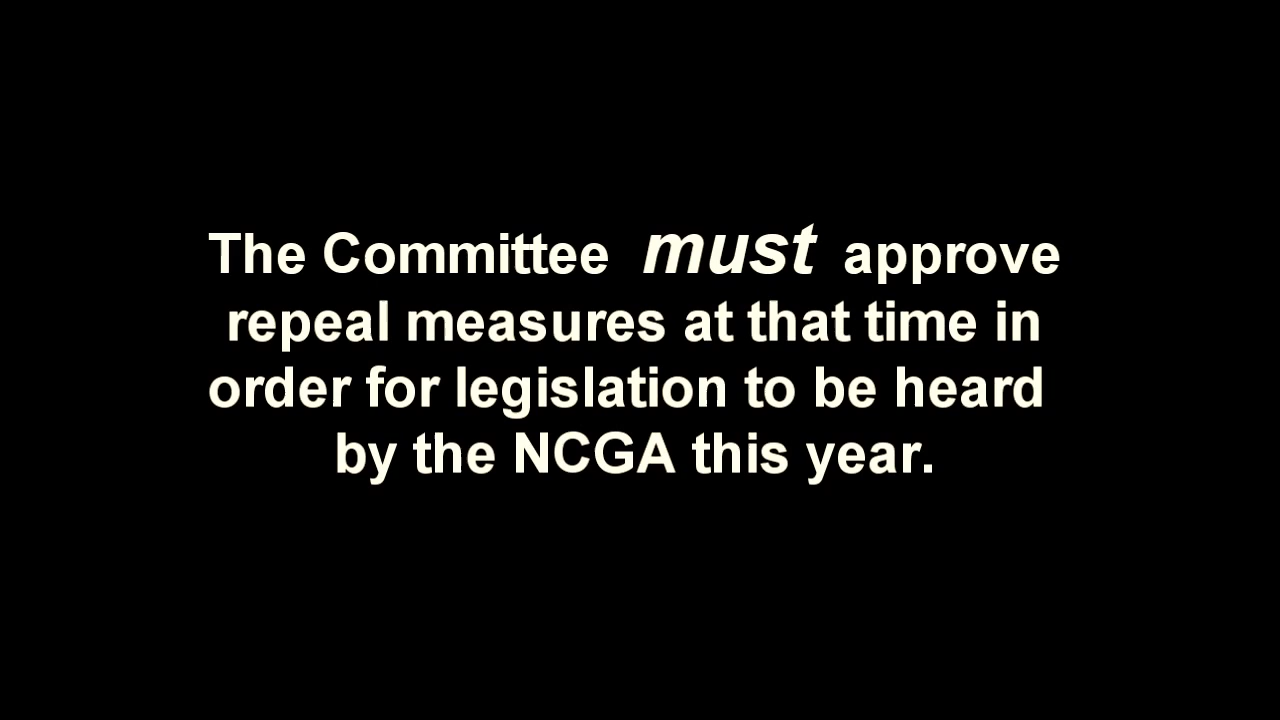 The Committee must approve
repeal measures at that time in
order for legislation to be heard
by the NCGA this year.